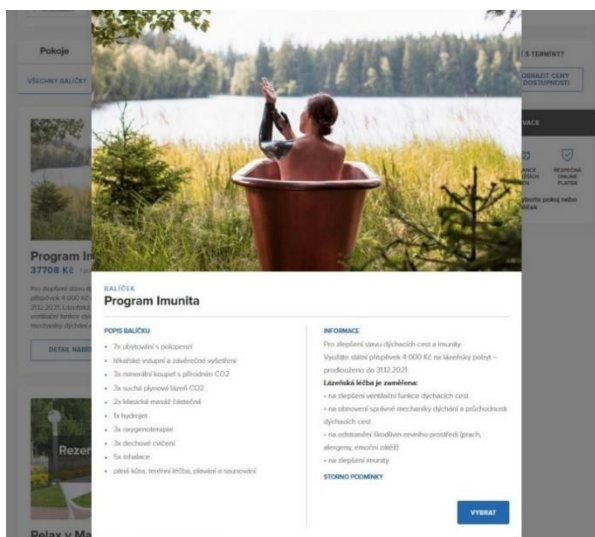 Pokoje
VŠECHNY BALÍČKY
Program Im
37708 Kč
DETAIL NABÍ
Rezer
Relax v Ma
BALÍČEK
Program Imunita
POPIS BALÍČKU
7x ubytování s polopenzí
lékařské vstupní a závěrečné vyšetření
3x minerální koupel s přírodním CO2
3x suchá plynová lázeň CO2
2x klasická masáž částečná
1x hydrojet
3x oxygenoterapie
3x dechové cvičení
5x inhalace
pitná kúra, terénní léčba, plavání a saunování
INFORMACE
Pro zlepšení stavu dýchacích cest a imunity.
Využijte státní příspěvek 4 000 Kč na lázeňský pobyt –
prodlouženo do 31.12.2021.
Lázeňská léčba je zaměřena:
- na zlepšení ventilační funkce dýchacích cest
- na obnovení správné mechaniky dýchání a průchodnosti
dýchacích cest
- na odstranění škodlivin zevního prostředí (prach,
alergeny, emoční zátěž)
- na zlepšení imunity
STORNO PODMÍNKY
VYBRAT
Í S TERMÍNY?
OBRAZIT CENY
DOSTUPNOSTI
VACE
BEZPEČNÁ
ONLINE
PLATBA
yberte pokoj nebo